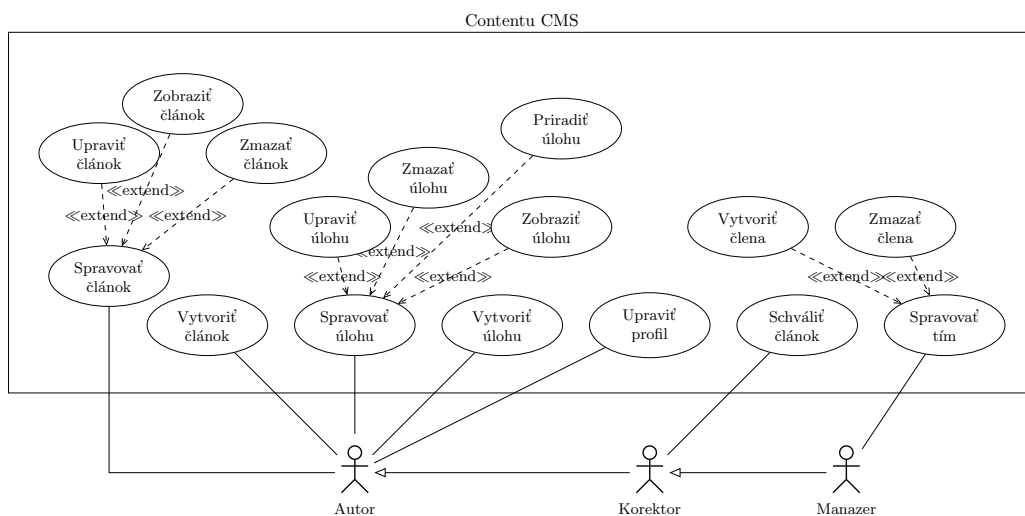 Contentu CMS
Zobraziť
článok
Upraviť
článok
Zmazať
článok
Priradiť
úlohu
Zmazať
úlohu
≪extend≫
≪extend≫
≪extend≫
Upraviť
úlohu
Zobraziť
úlohu
Vytvoriť
člena
Zmazať
člena
≪extend≫
≪extend≫
≪extend≫
≪extend≫
≪extend≫
≪extend≫
Spravovať
článok
Vytvoriť
článok
Spravovať
úlohu
Vytvoriť
úlohu
Upraviť
profil
Schváliť
článok
Spravovať
tím
Autor
Korektor
Manazer